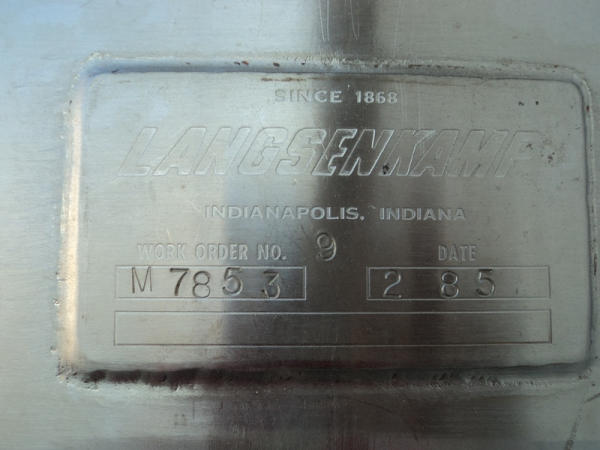 SINCE 1868
LANGSENKAMP
INDIANAPOLIS, INDIANA
WORK ORDER NO. 9 DATE
M 7853 2 85